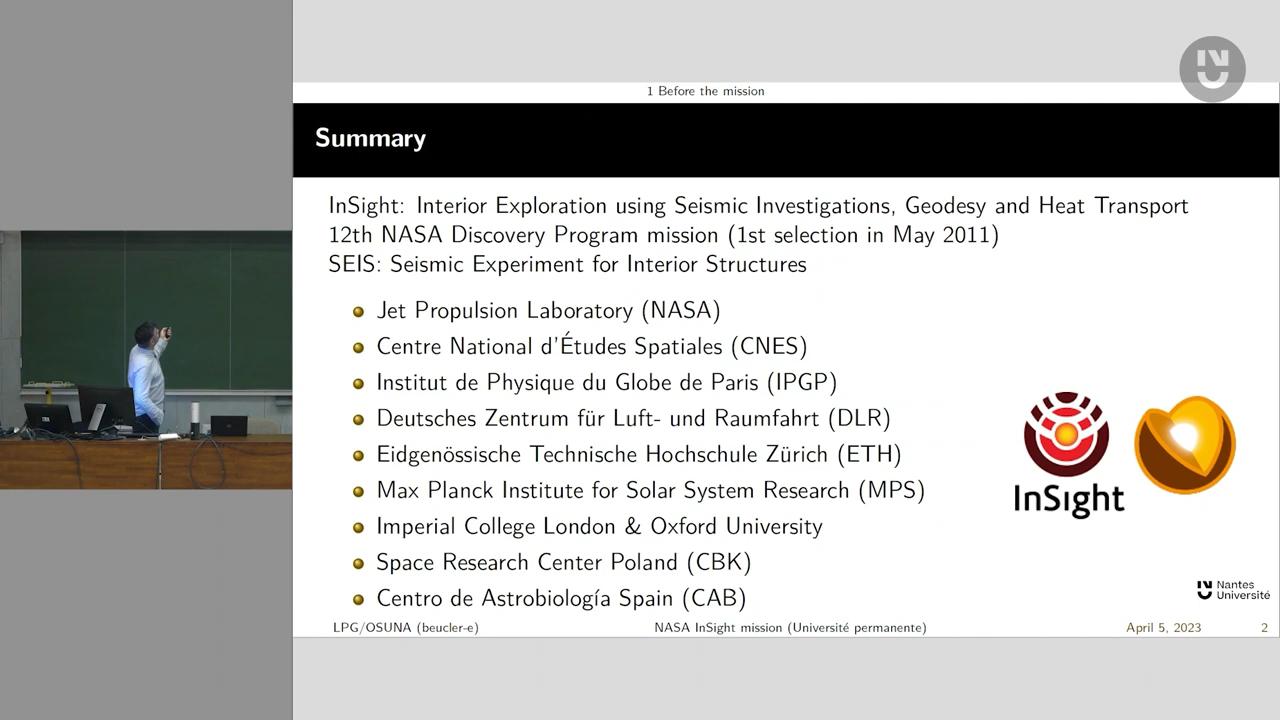 1 Before the mission
Summary
InSight: Interior Exploration using Seismic Investigations, Geodesy and Heat Transport
12th NASA Discovery Program mission (1st selection in May 2011)
SEIS: Seismic Experiment for Interior Structures
Jet Propulsion Laboratory (NASA)
Centre National d'Études Spatiales (CNES)
Institut de Physique du Globe de Paris (IPGP)
Deutsches Zentrum für Luft- und Raumfahrt (DLR)
Eidgenössische Technische Hochschule Zürich (ETH)
Max Planck Institute for Solar System Research (MPS)
Imperial College London & Oxford University
Space Research Center Poland (CBK)
Centro de Astrobiología Spain (CAB)
InSight
Nantes
Université
LPG/OSUNA (beucler-e)
NASA InSight mission (Université permanente)
April 5, 2023
2